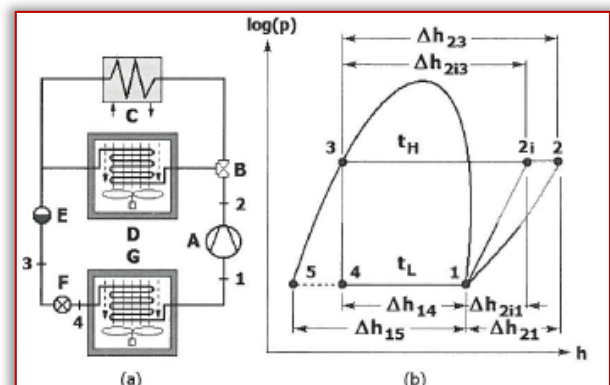 C
B
2
E
D
G
A
3
F
4
1
(a)
log(p)
Δh23
Δh2i3
3
tH
2i
2
5
4
tL
1
Δh14
Δh2i1
Δh15
Δh21
h
(b)